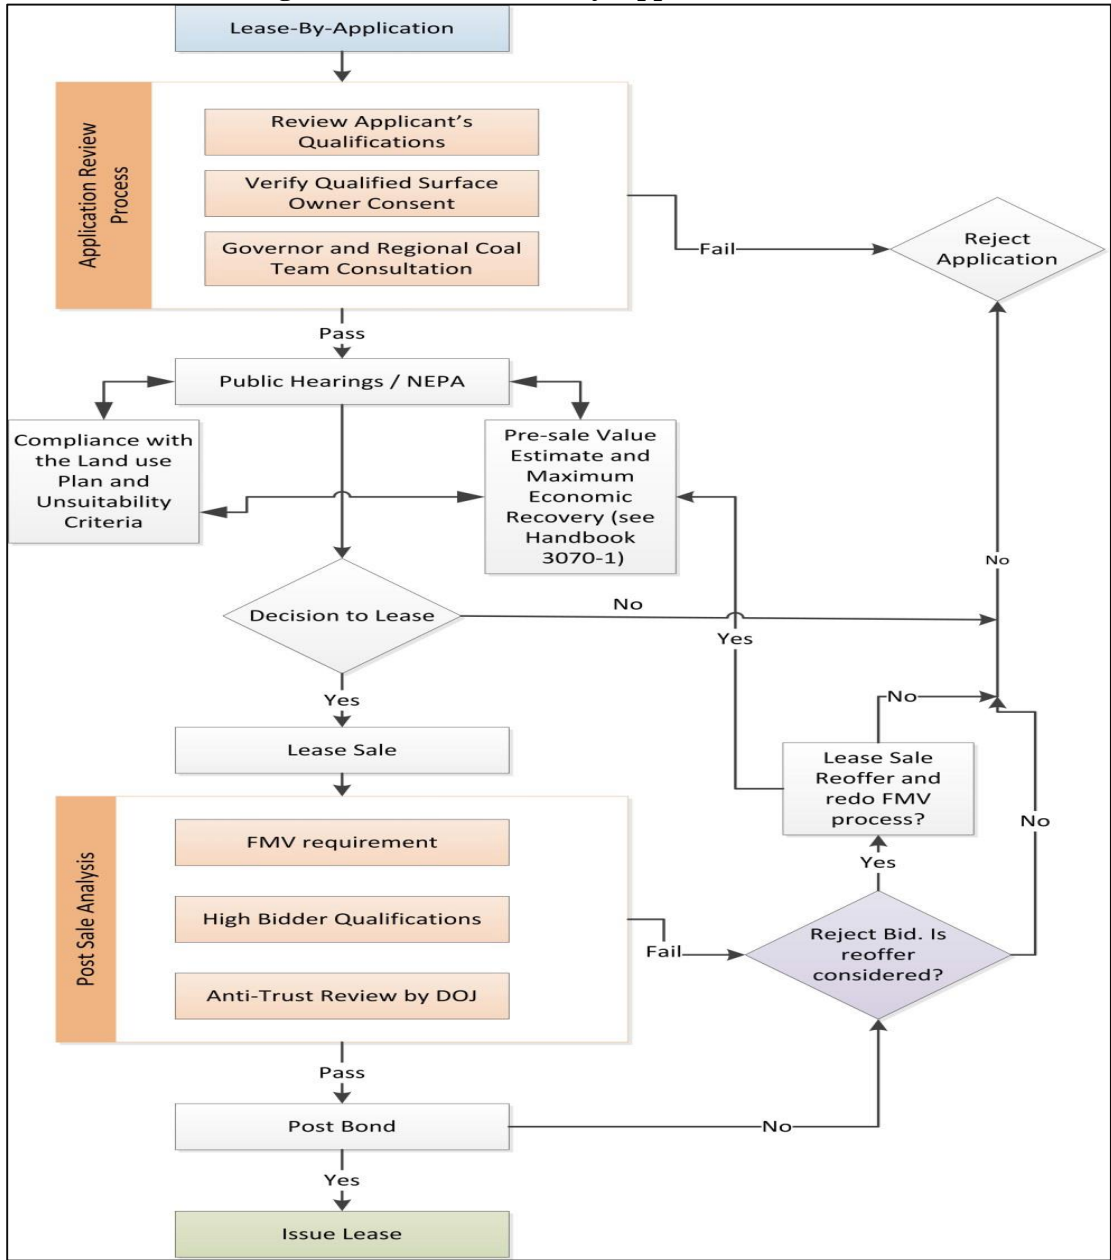 Lease-By-Application
Application Review
Process
Review Applicant's
Qualifications
Verify Qualified Surface
Owner Consent
Governor and Regional Coal
Team Consultation
Fail
Reject
Application
Pass
Public Hearings / NEPA
Compliance with
the Land use
Plan and
Unsuitability
Criteria
Pre-sale Value
Estimate and
Maximum
Economic
Recovery (see
Handbook
3070-1)
No
Decision to Lease
No
Yes
Yes
Lease Sale
No
Lease Sale
Reoffer and
redo FMV
process?
No
Yes
Post Sale Analysis
FMV requirement
High Bidder Qualifications
Anti-Trust Review by DOJ
Fail
Reject Bid. Is
reoffer
considered?
Pass
Post Bond
No
Yes
Issue Lease